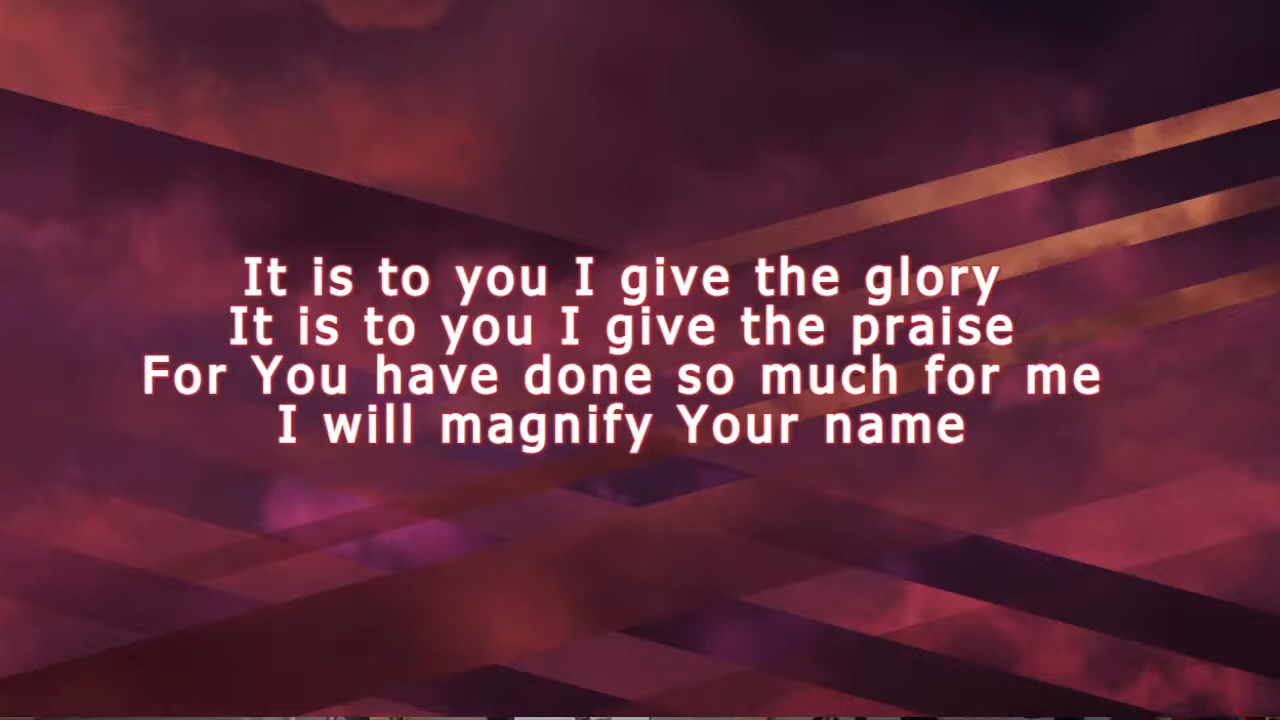 It is to you I give the glory
It is to you I give the praise
For You have done so much for me
I will magnify Your name